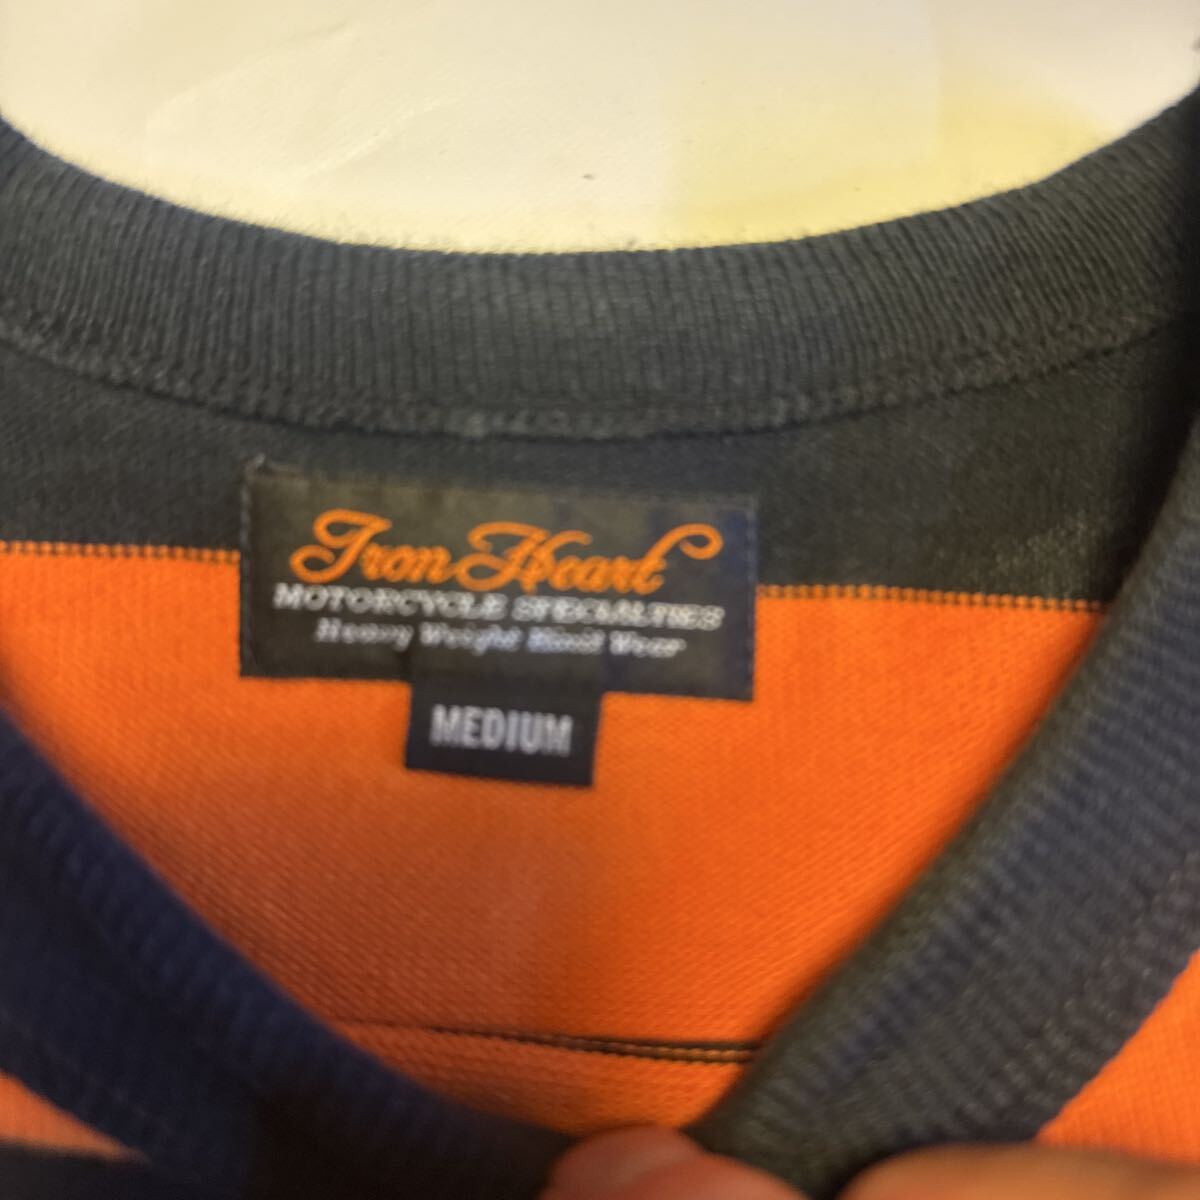 Iron Heart
MOTORCYCLE SPECIALTIES
Heavy Weight Knit Wear
MEDIUM